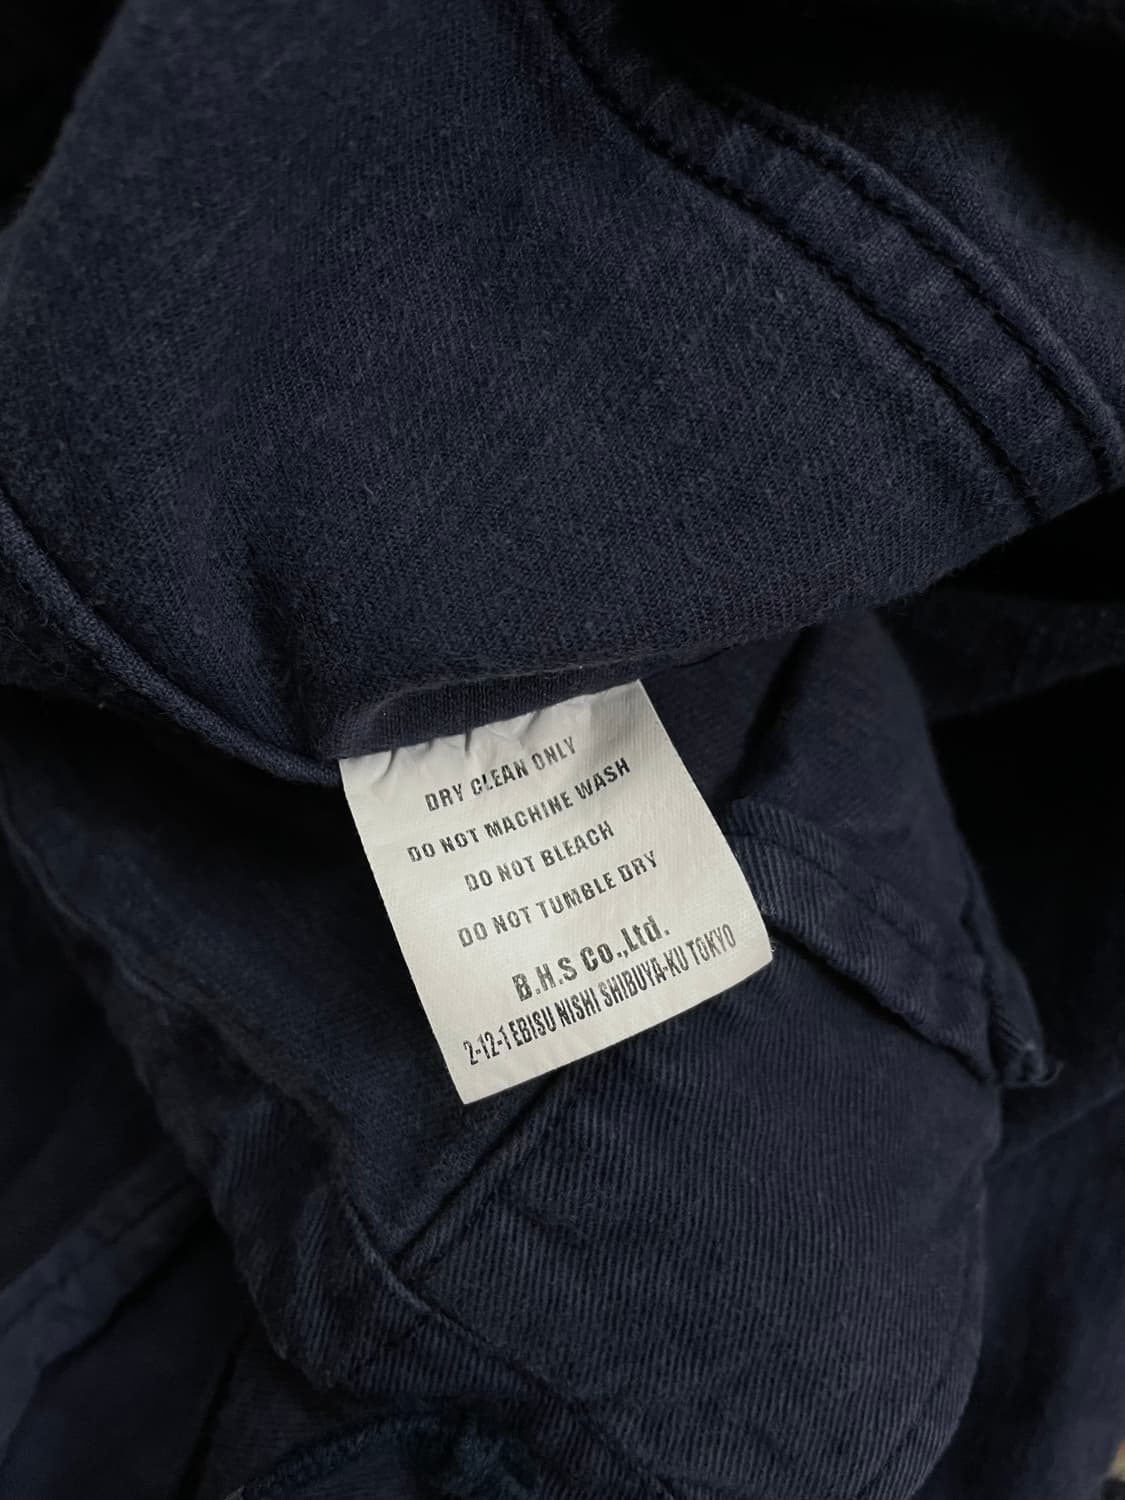 DRY CLEAN ONLY
DO NOT MACHINE WASH
DO NOT BLEACH
DO NOT TUMBLE DRY
B.H.S Co.,Ltd.
2-12-1 EBISU NISHI SHIBUYA-KU TOKYO